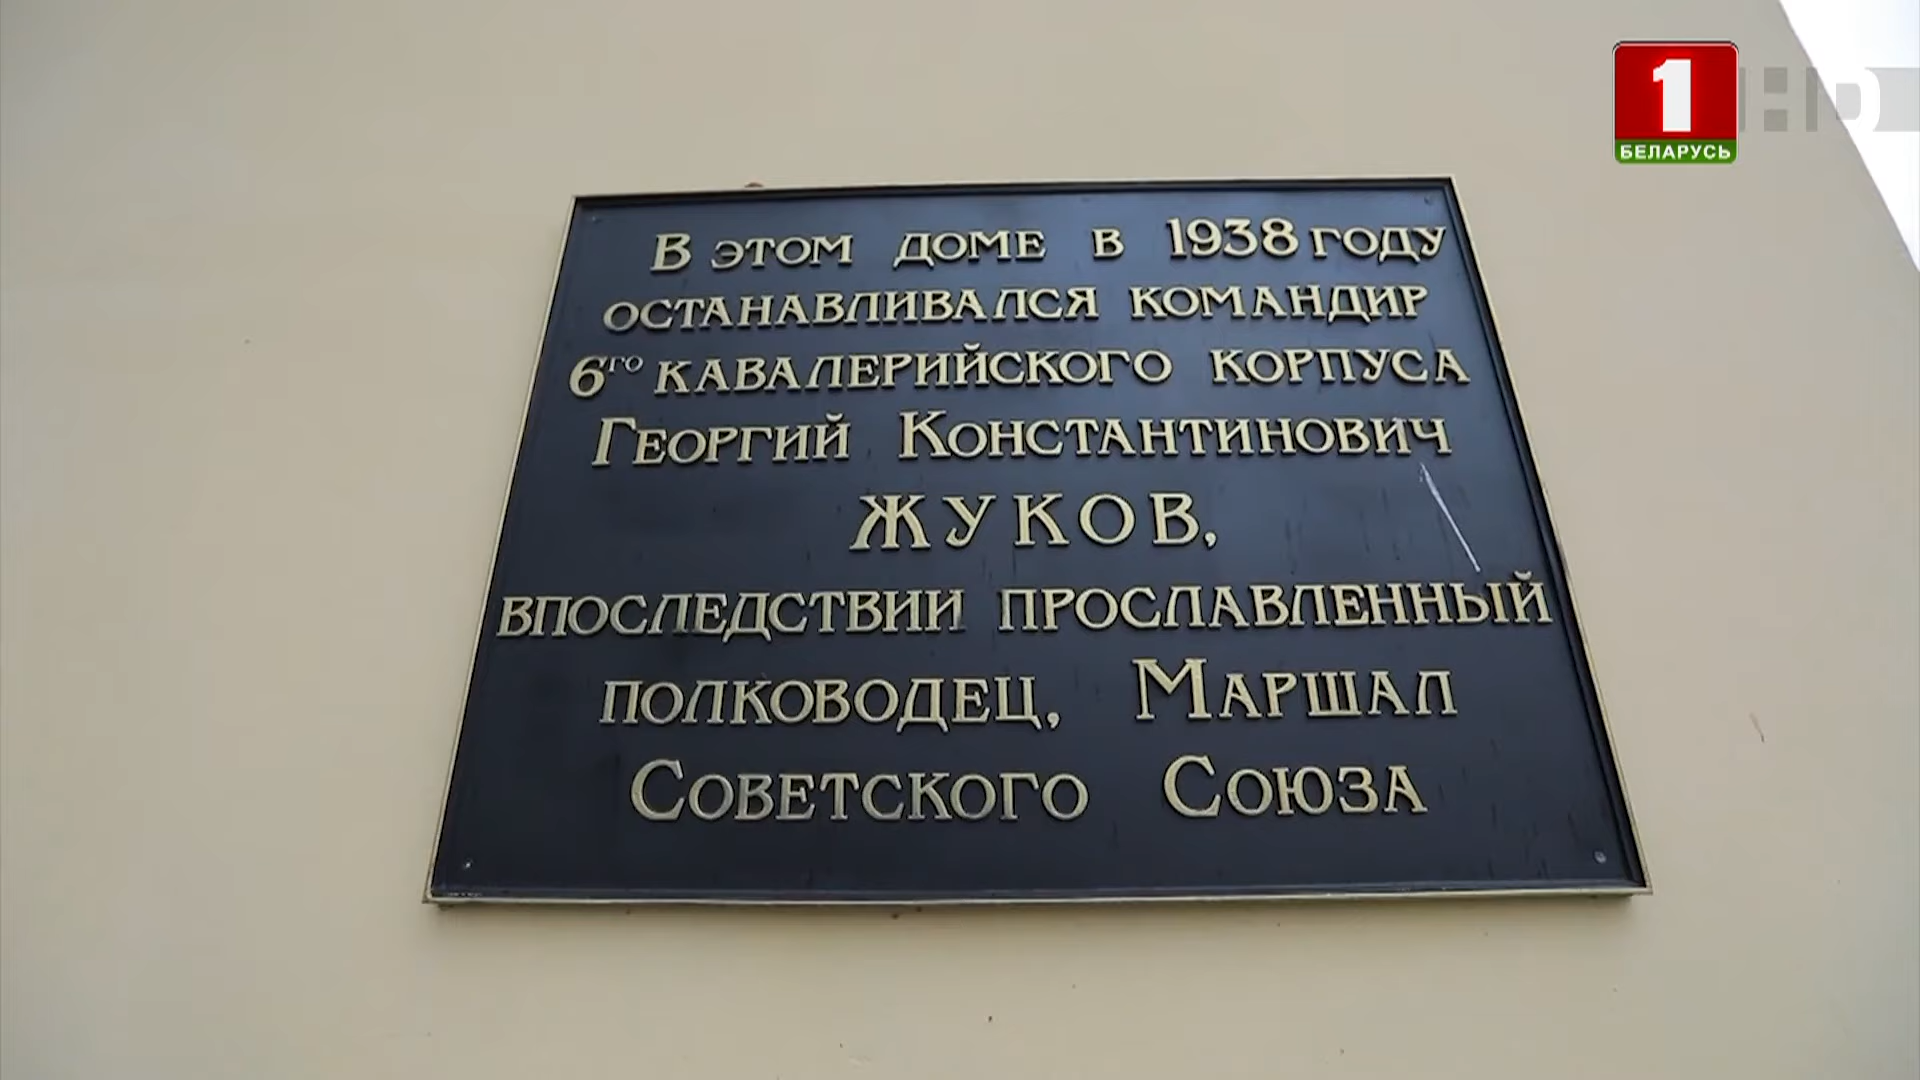 1 HD
БЕЛАРУСЬ
В ЭТОМ ДОМЕ В 1938 ГОДУ
ОСТАНАВЛИВАЛСЯ КОМАНДИР
6ГО КАВАЛЕРИЙСКОГО КОРПУСА
ГЕОРГИЙ КОНСТАНТИНОВИЧ
ЖУКОВ,
ВПОСЛЕДСТВИИ ПРОСЛАВЛЕННЫЙ
ПОЛКОВОДЕЦ, МАРШАЛ
СОВЕТСКОГО СОЮЗА